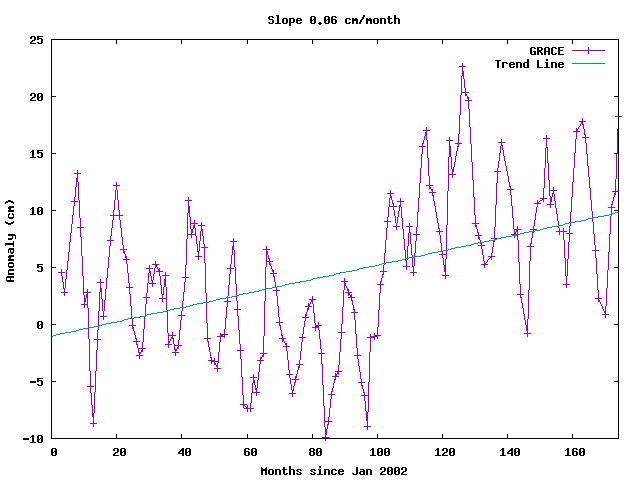 Slope 0.06 cm/month
GRACE
Trend Line
25
20
15
10
5
0
-5
-10
Anomaly (cm)
0 20 40 60 80 100 120 140 160
Months since Jan 2002